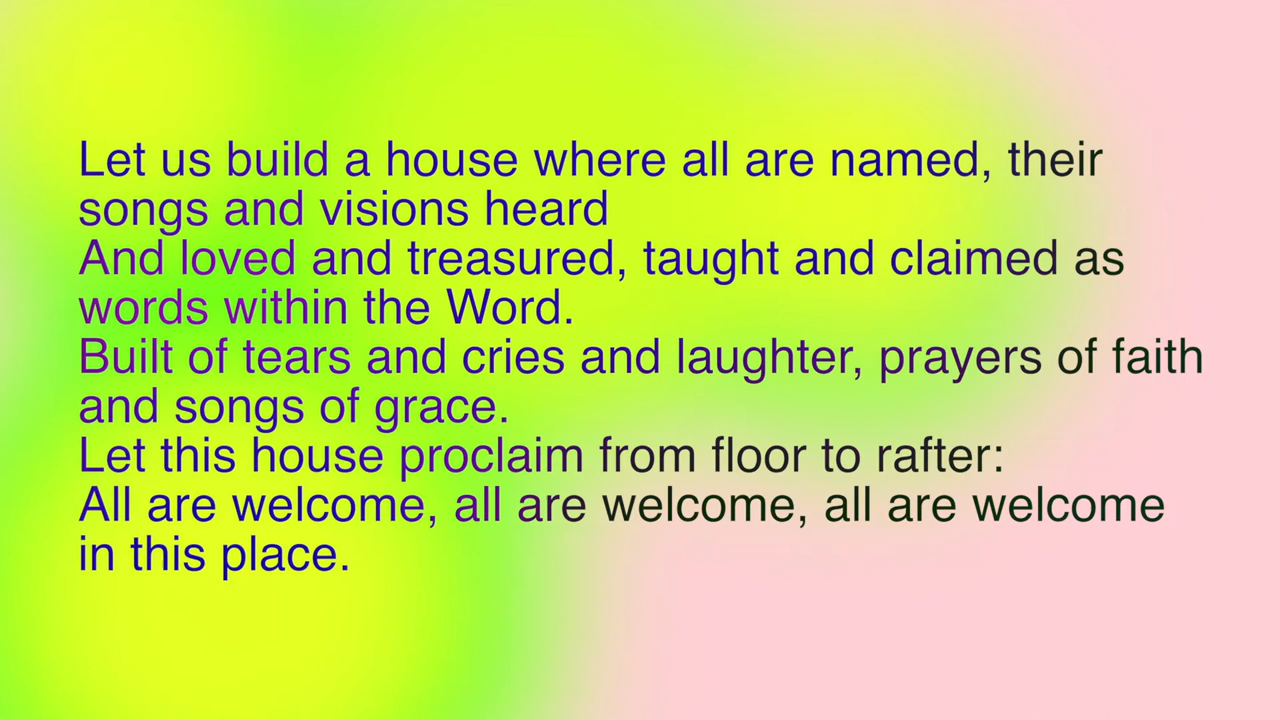 Let us build a house where all are named, their
songs and visions heard
And loved and treasured, taught and claimed as
words within the Word.
Built of tears and cries and laughter, prayers of faith
and songs of grace.
Let this house proclaim from floor to rafter:
All are welcome, all are welcome, all are welcome
in this place.